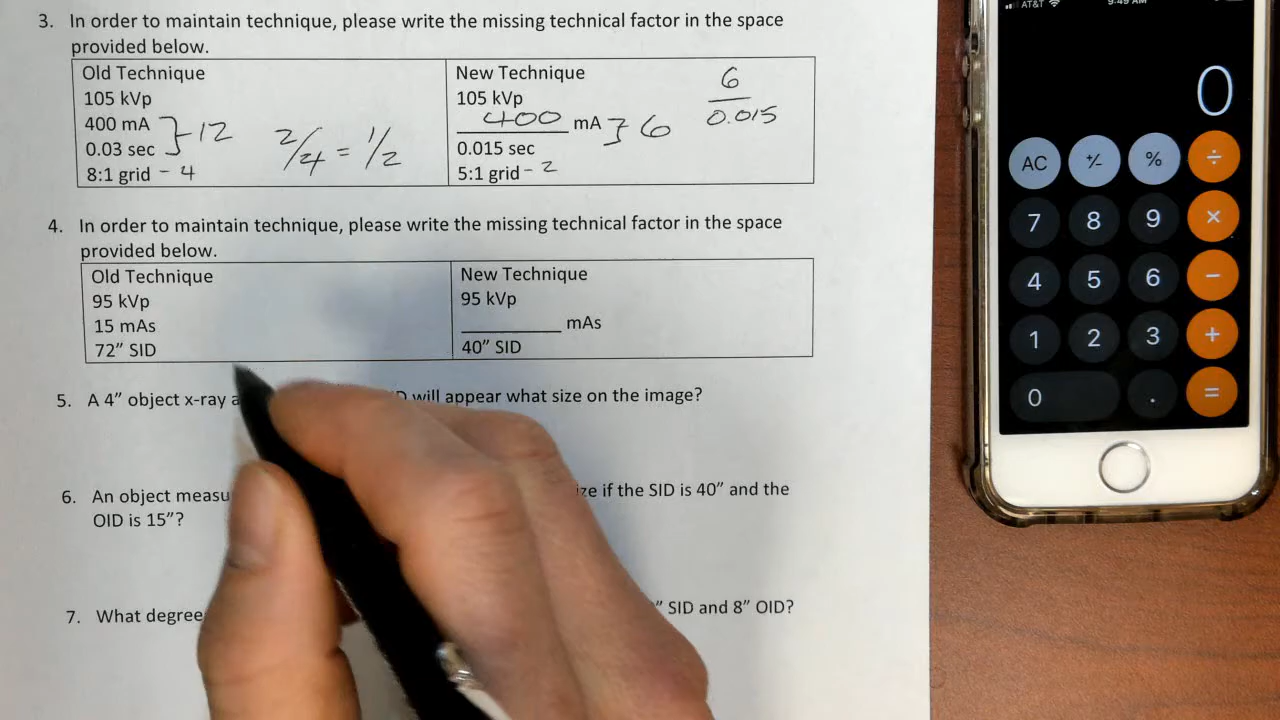 3. In order to maintain technique, please write the missing technical factor in the space
provided below.
Old Technique
105 kVp
400 mA } 12
0.03 sec
8:1 grid - 4
2/4 = 1/2
New Technique
105 kVp
400 mA } 6
0.015 sec
5:1 grid - 2
6
0.015
4. In order to maintain technique, please write the missing technical factor in the space
provided below.
Old Technique
95 kVp
15 mAs
72” SID
New Technique
95 kVp
__________ mAs
40” SID
5. A 4” object x-ray will appear what size on the image?
6. An object measu if the SID is 40” and the
OID is 15”?
7. What degree SID and 8” OID?
AT&T 9:49 AM
0
AC +/- % ÷
7 8 9 ×
4 5 6 −
1 2 3 +
0 . =